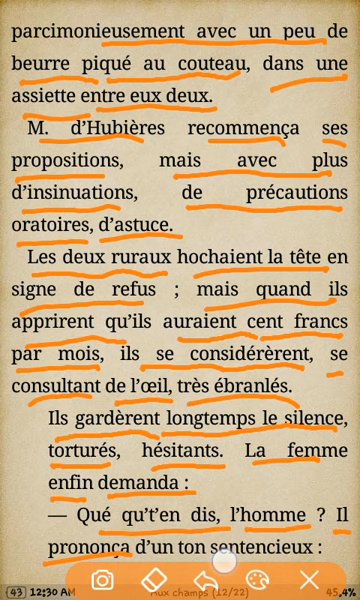 parcimonieusement avec un peu de
beurre piqué au couteau, dans une
assiette entre eux deux.
M. d'Hubières recommença ses
propositions, mais avec plus
d'insinuations, de précautions
oratoires, d'astuce.
Les deux ruraux hochaient la tête en
signe de refus ; mais quand ils
apprirent qu'ils auraient cent francs
par mois, ils se considérèrent, se
consultant de l'œil, très ébranlés.
Ils gardèrent longtemps le silence,
torturés, hésitants. La femme
enfin demanda :
— Qué qu't'en dis, l'homme ? Il
prononça d'un ton sentencieux :
43 12:30 AM Aux champs (12/22) 45,4%